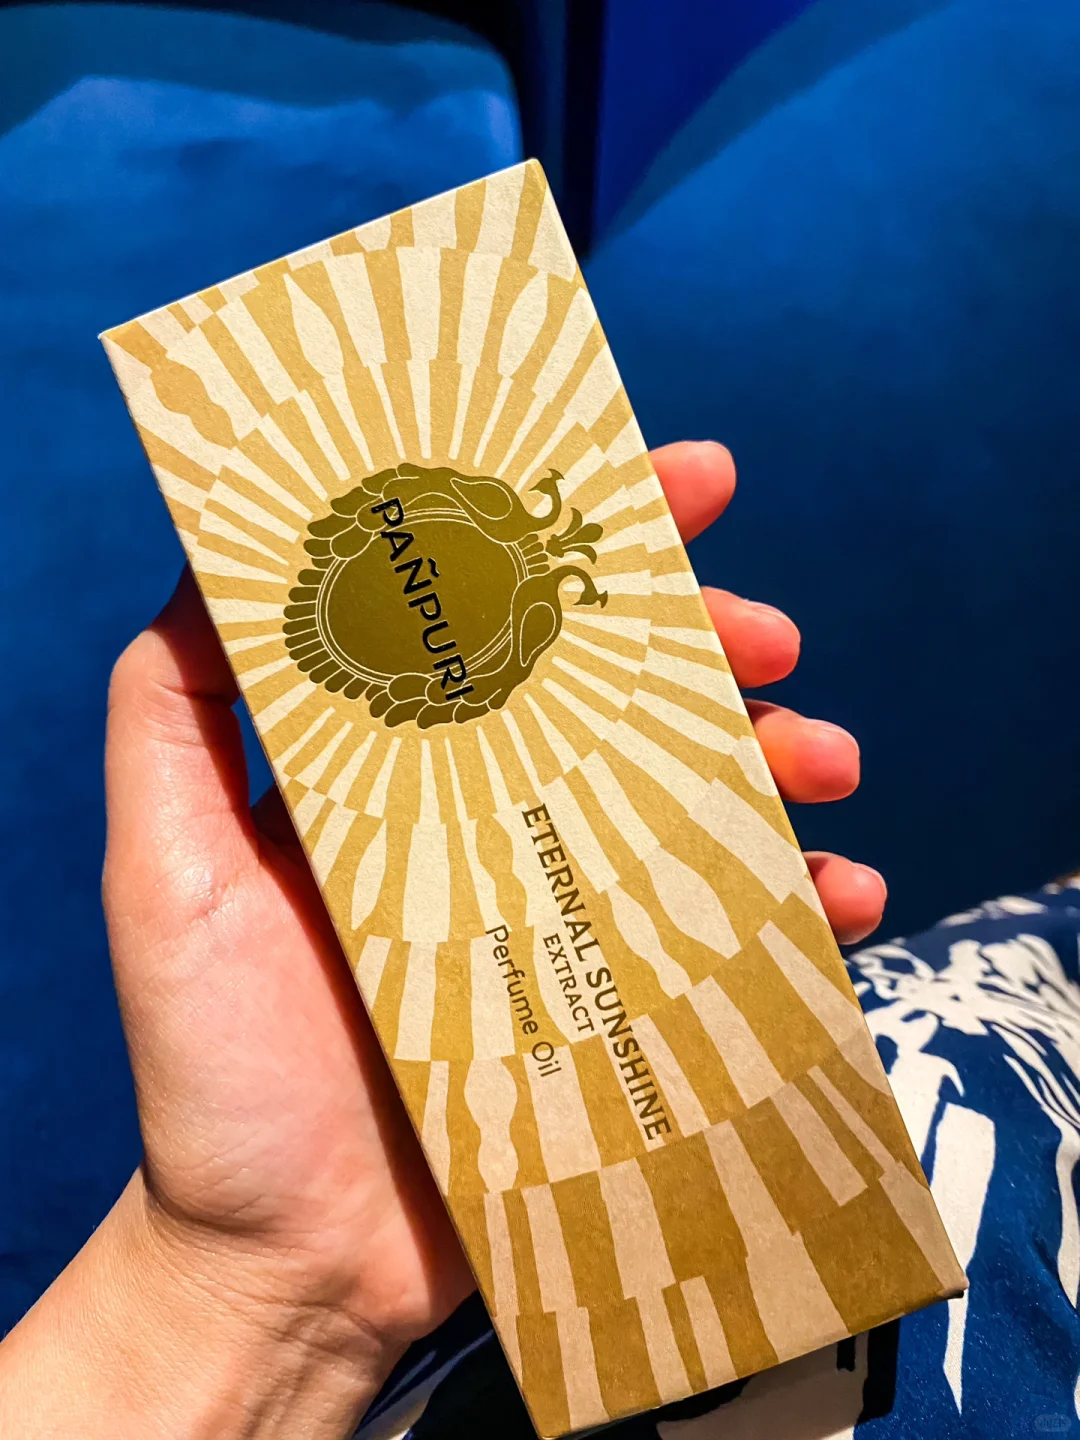 PAÑPURI
ETERNAL SUNSHINE
EXTRACT
Perfume Oil